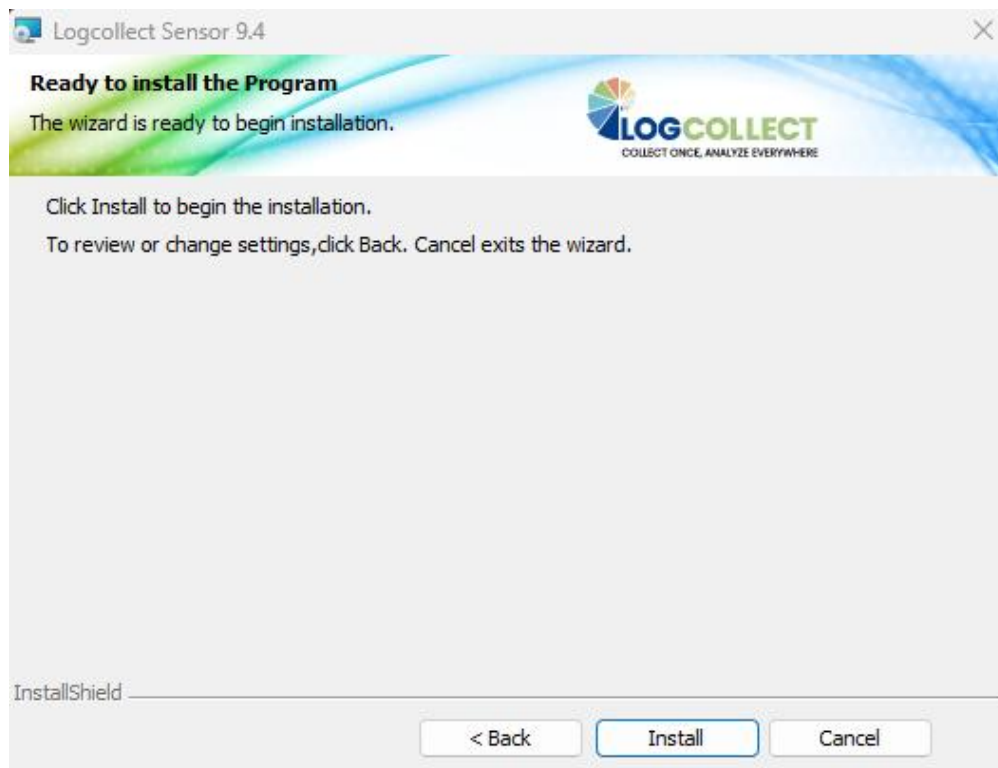 Logcollect Sensor 9.4
Ready to install the Program
The wizard is ready to begin installation.
LOGCOLLECT
COLLECT ONCE, ANALYZE EVERYWHERE
Click Install to begin the installation.
To review or change settings,click Back. Cancel exits the wizard.
InstallShield
< Back Install Cancel